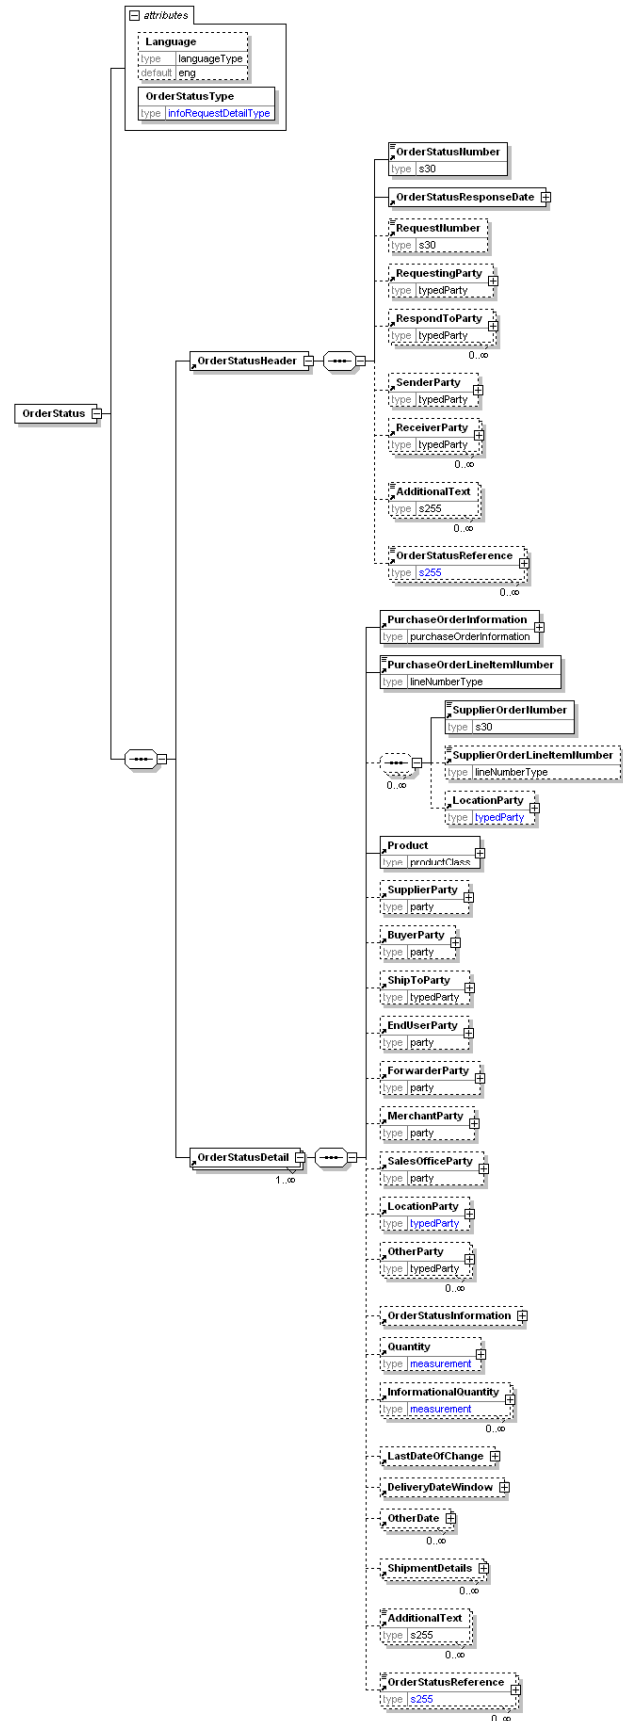 attributes
Language
type languageType
default eng
OrderStatusType
type infoRequestDetailType
OrderStatusNumber
type s30
OrderStatusResponseDate
RequestNumber
type s30
RequestingParty
type typedParty
RespondToParty
type typedParty
0..∞
OrderStatusHeader
SenderParty
type typedParty
OrderStatus
ReceiverParty
type typedParty
0..∞
AdditionalText
type s255
0..∞
OrderStatusReference
type s255
0..∞
PurchaseOrderInformation
type purchaseOrderInformation
PurchaseOrderLineItemNumber
type lineNumberType
SupplierOrderNumber
type s30
SupplierOrderLineItemNumber
type lineNumberType
0..∞
LocationParty
type typedParty
Product
type productClass
SupplierParty
type party
BuyerParty
type party
ShipToParty
type typedParty
EndUserParty
type party
ForwarderParty
type party
MerchantParty
type party
OrderStatusDetail
1..∞
SalesOfficeParty
type party
LocationParty
type typedParty
OtherParty
type typedParty
0..∞
OrderStatusInformation
Quantity
type measurement
InformationalQuantity
type measurement
0..∞
LastDateOfChange
DeliveryDateWindow
OtherDate
0..∞
ShipmentDetails
0..∞
AdditionalText
type s255
0..∞
OrderStatusReference
type s255
0..∞